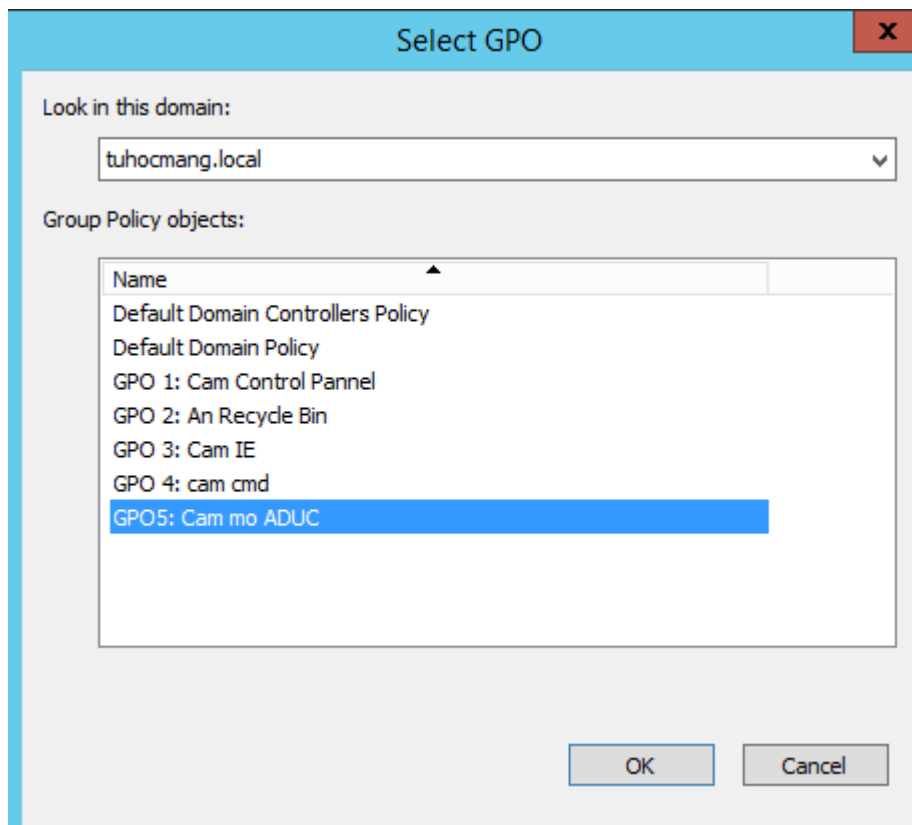 Select GPO
x
Look in this domain:
tuhocmang.local
Group Policy objects:
Name
Default Domain Controllers Policy
Default Domain Policy
GPO 1: Cam Control Pannel
GPO 2: An Recycle Bin
GPO 3: Cam IE
GPO 4: cam cmd
GPO5: Cam mo ADUC
OK Cancel